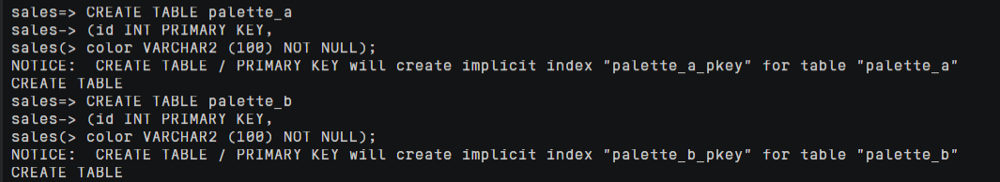 sales=> CREATE TABLE palette_a
sales-> (id INT PRIMARY KEY,
sales(> color VARCHAR2 (100) NOT NULL);
NOTICE:  CREATE TABLE / PRIMARY KEY will create implicit index "palette_a_pkey" for table "palette_a"
CREATE TABLE
sales=> CREATE TABLE palette_b
sales-> (id INT PRIMARY KEY,
sales(> color VARCHAR2 (100) NOT NULL);
NOTICE:  CREATE TABLE / PRIMARY KEY will create implicit index "palette_b_pkey" for table "palette_b"
CREATE TABLE